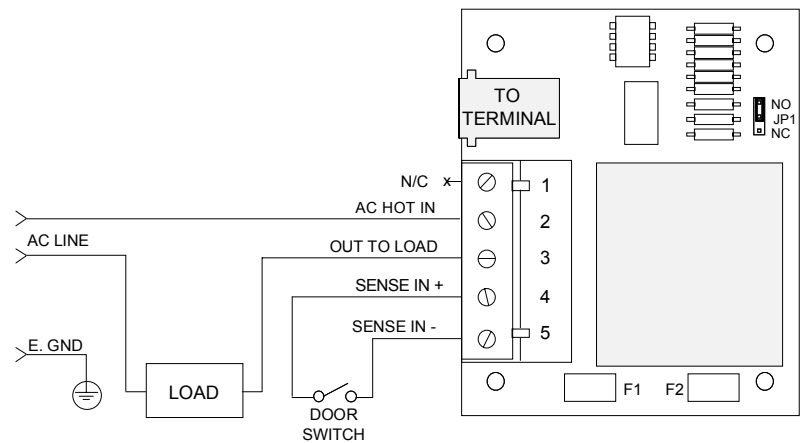 TO
TERMINAL
NO
JP1
NC
N/C x
1
AC HOT IN
2
AC LINE
OUT TO LOAD
3
SENSE IN +
4
SENSE IN -
5
E. GND
LOAD
DOOR
SWITCH
F1
F2